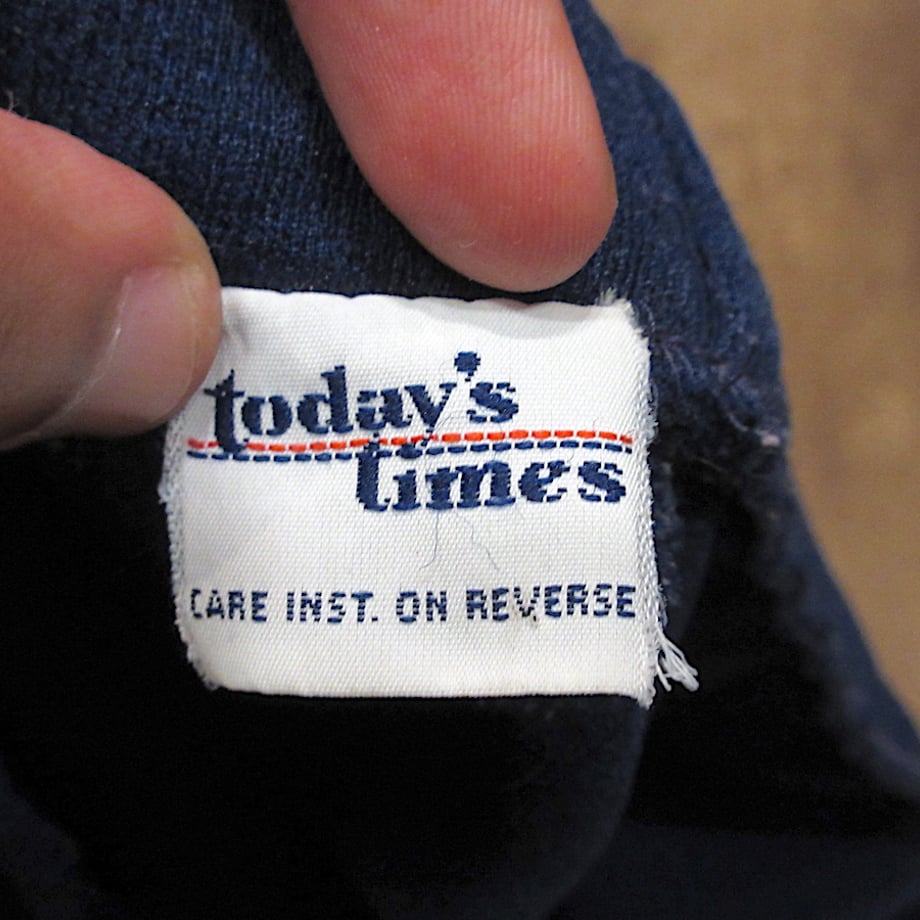 today's
times
CARE INST. ON REVERSE